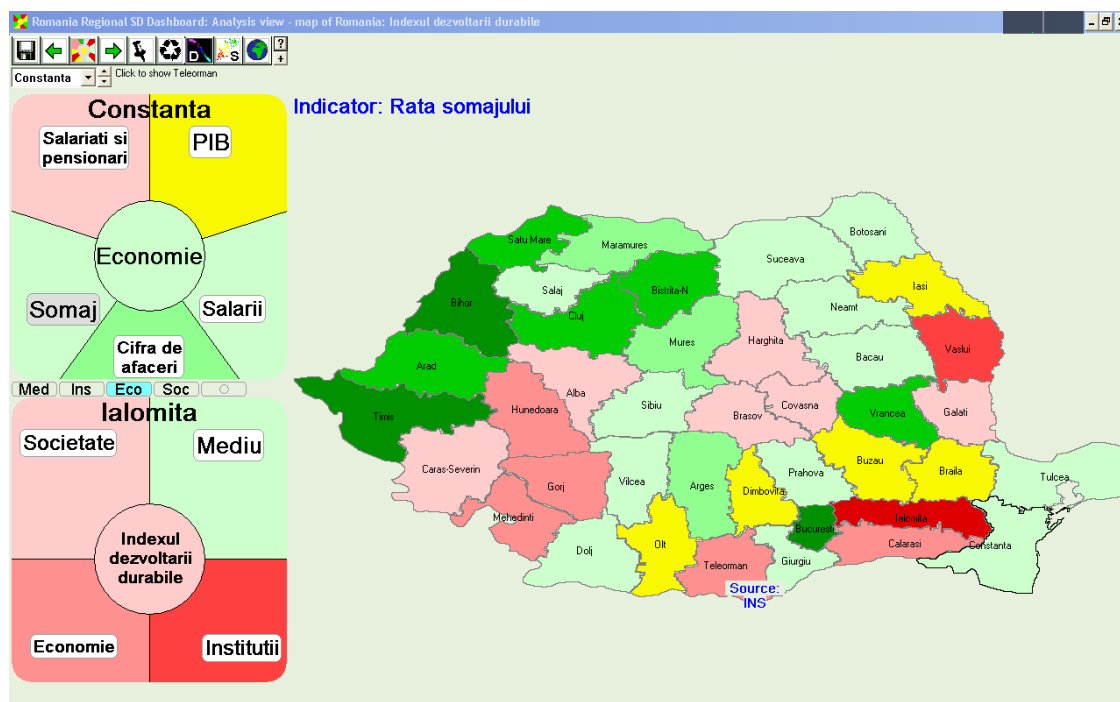 Romania Regional SD Dashboard: Analysis view - map of Romania: Indexul dezvoltarii durabile
D
S
?
+
Constanta
Click to show Teleorman
Constanta
Salariati si
pensionari
PIB
Economie
Somaj
Salarii
Cifra de
afaceri
Med
Ins
Eco
Soc
Ialomita
Societate
Mediu
Indexul
dezvoltarii
durabile
Economie
Institutii
Indicator: Rata somajului
Botosani
Satu Mare
Maramures
Suceava
Iasi
Salaj
Bistrita-N
Bihor
Neamt
Cluj
Harghita
Mures
Vaslui
Bacau
Arad
Alba
Covasna
Sibiu
Hunedoara
Brasov
Vrancea
Galati
Timis
Caras-Severin
Buzau
Prahova
Braila
Tulcea
Vilcea
Gorj
Arges
Dimbovita
Mehedinti
Ialomita
Bucuresti
Olt
Calarasi
Constanta
Dolj
Giurgiu
Teleorman
Source:
INS